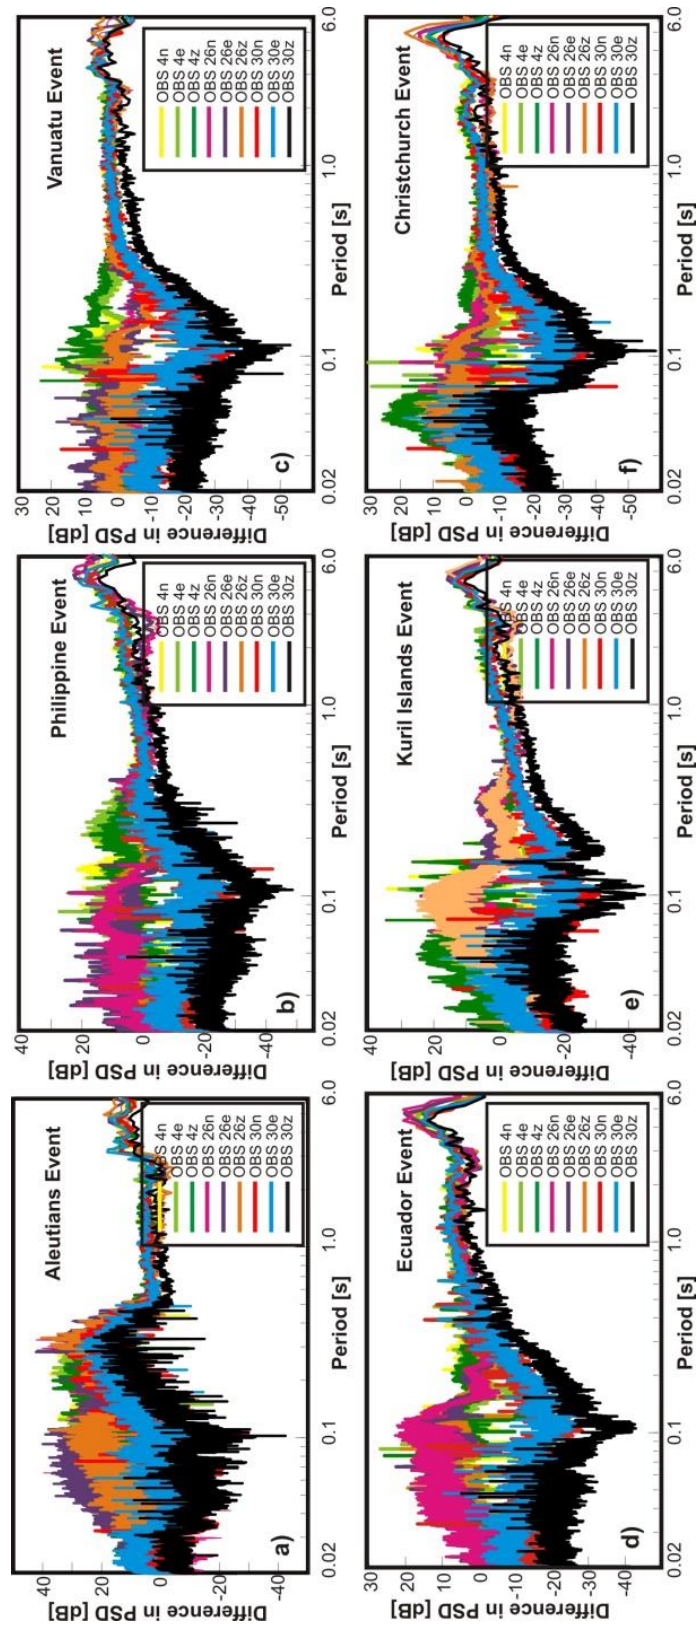 Aleutians Event
Difference in PSD [dB]
40
20
0
-20
-40
OBS 4n
OBS 4e
OBS 4z
OBS 26n
OBS 26e
OBS 26z
OBS 30n
OBS 30e
OBS 30z
a)
0.02
0.1
1.0
6.0
Period [s]
Philippine Event
Difference in PSD [dB]
40
20
0
-20
-40
OBS 4n
OBS 4e
OBS 4z
OBS 26n
OBS 26e
OBS 26z
OBS 30n
OBS 30e
OBS 30z
b)
0.02
0.1
1.0
6.0
Period [s]
Vanuatu Event
Difference in PSD [dB]
30
20
10
0
-10
-20
-30
-40
-50
OBS 4n
OBS 4e
OBS 4z
OBS 26n
OBS 26e
OBS 26z
OBS 30n
OBS 30e
OBS 30z
c)
0.02
0.1
1.0
6.0
Period [s]
Ecuador Event
Difference in PSD [dB]
30
20
10
0
-10
-20
-30
-40
OBS 4n
OBS 4e
OBS 4z
OBS 26n
OBS 26e
OBS 26z
OBS 30n
OBS 30e
OBS 30z
d)
0.02
0.1
1.0
6.0
Period [s]
Kuril Islands Event
Difference in PSD [dB]
40
20
0
-20
-40
OBS 4n
OBS 4e
OBS 4z
OBS 26n
OBS 26e
OBS 26z
OBS 30n
OBS 30e
OBS 30z
e)
0.02
0.1
1.0
6.0
Period [s]
Christchurch Event
Difference in PSD [dB]
30
20
10
0
-10
-20
-30
-40
-50
OBS 4n
OBS 4e
OBS 4z
OBS 26n
OBS 26e
OBS 26z
OBS 30n
OBS 30e
OBS 30z
f)
0.02
0.1
1.0
6.0
Period [s]